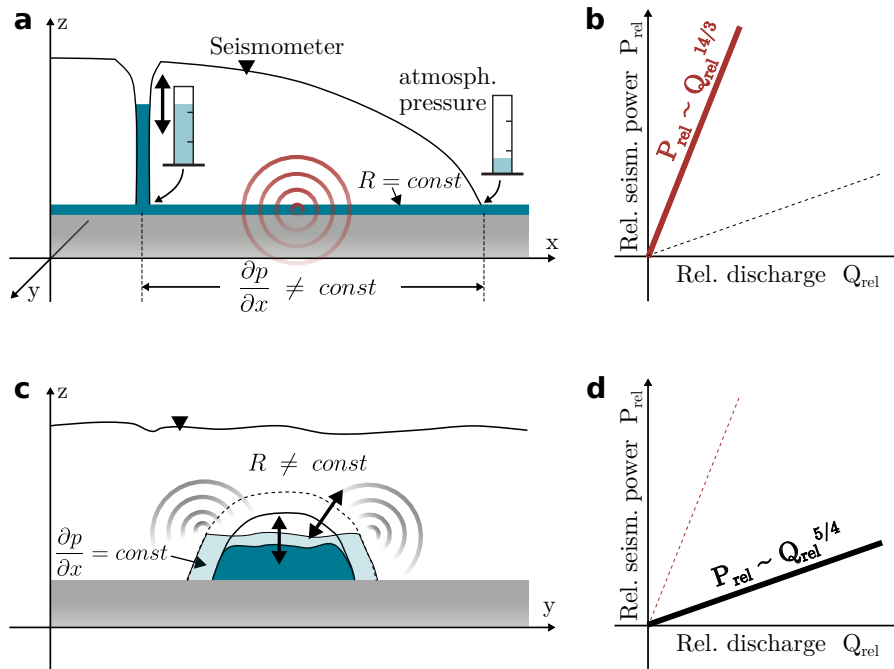 a
z
Seismometer
atmosph.
pressure
R = const
x
y
∂p/∂x ≠ const
b
Rel. seism. power P_rel
P_rel ~ Q_rel^14/3
Rel. discharge Q_rel
c
z
R ≠ const
∂p/∂x = const
y
d
Rel. seism. power P_rel
P_rel ~ Q_rel^5/4
Rel. discharge Q_rel